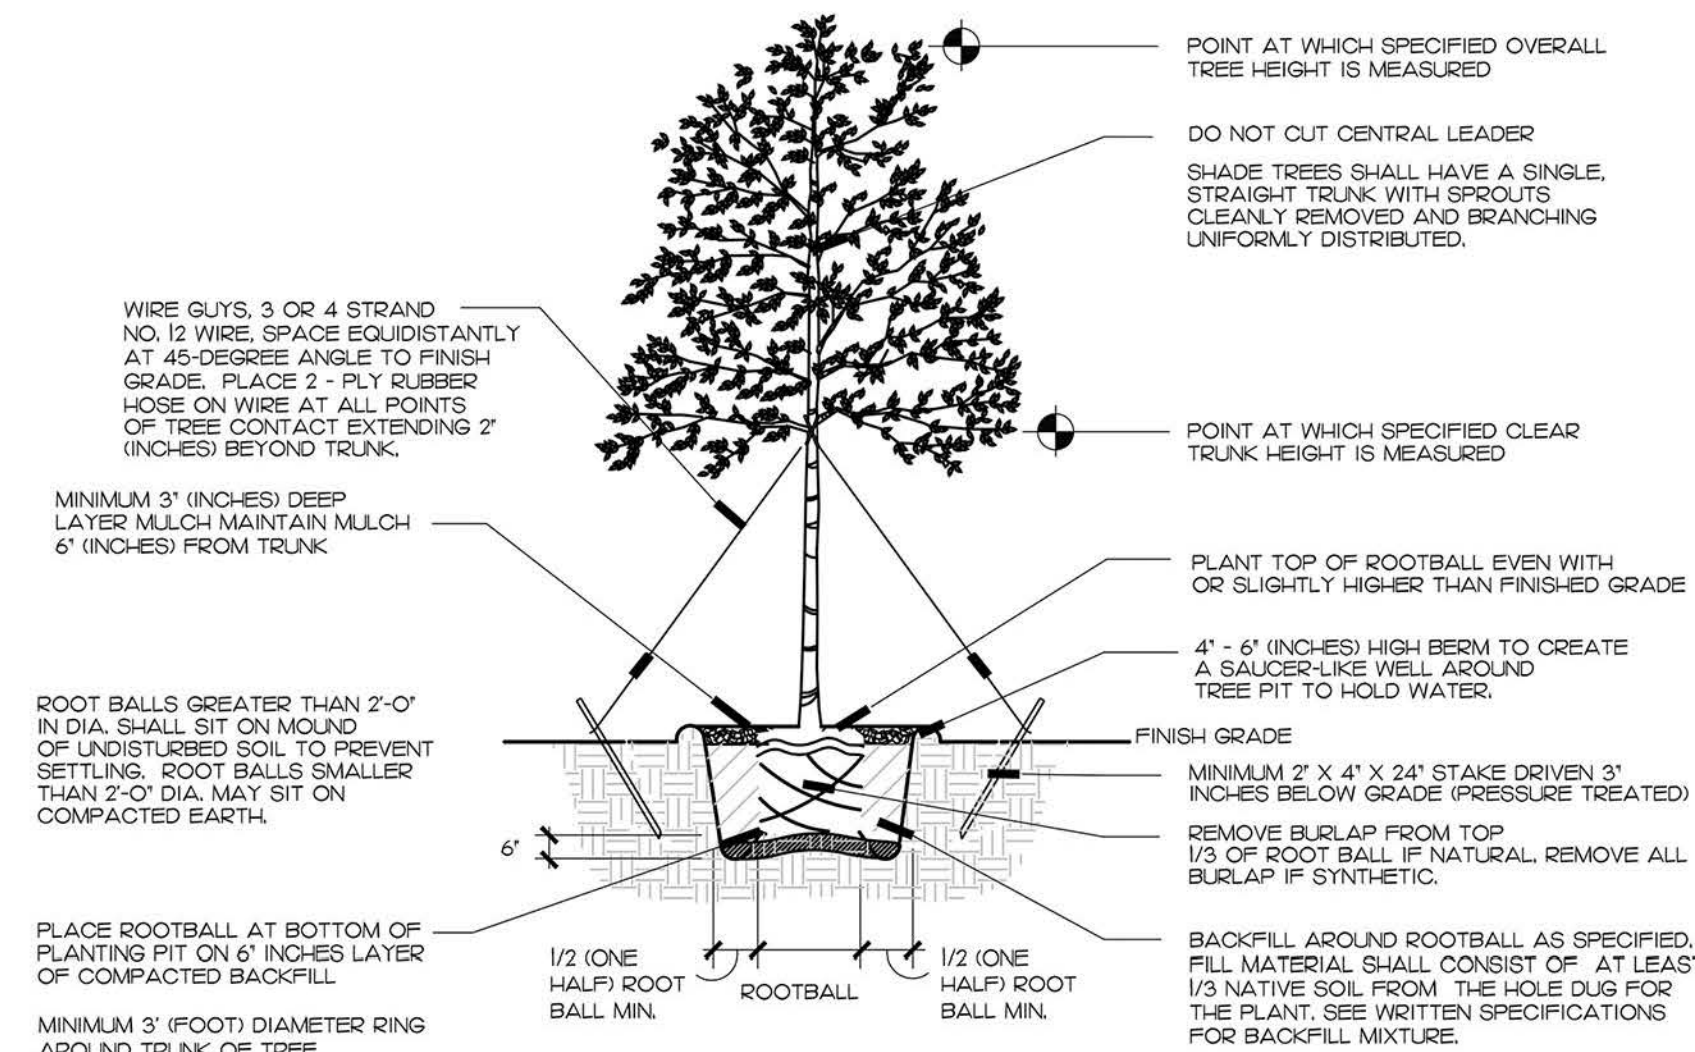 POINT AT WHICH SPECIFIED OVERALL
TREE HEIGHT IS MEASURED
DO NOT CUT CENTRAL LEADER
SHADE TREES SHALL HAVE A SINGLE,
STRAIGHT TRUNK WITH SPROUTS
CLEANLY REMOVED AND BRANCHING
UNIFORMLY DISTRIBUTED.
WIRE GUYS, 3 OR 4 STRAND
NO. 12 WIRE, SPACE EQUIDISTANTLY
AT 45-DEGREE ANGLE TO FINISH
GRADE. PLACE 2 - PLY RUBBER
HOSE ON WIRE AT ALL POINTS
OF TREE CONTACT EXTENDING 2"
(INCHES) BEYOND TRUNK.
POINT AT WHICH SPECIFIED CLEAR
TRUNK HEIGHT IS MEASURED
MINIMUM 3" (INCHES) DEEP
LAYER MULCH MAINTAIN MULCH
6" (INCHES) FROM TRUNK
PLANT TOP OF ROOTBALL EVEN WITH
OR SLIGHTLY HIGHER THAN FINISHED GRADE
4" - 6" (INCHES) HIGH BERM TO CREATE
A SAUCER-LIKE WELL AROUND
TREE PIT TO HOLD WATER.
ROOT BALLS GREATER THAN 2'-0"
IN DIA. SHALL SIT ON MOUND
OF UNDISTURBED SOIL TO PREVENT
SETTLING. ROOT BALLS SMALLER
THAN 2'-0" DIA. MAY SIT ON
COMPACTED EARTH.
FINISH GRADE
MINIMUM 2" X 4" X 24" STAKE DRIVEN 3"
INCHES BELOW GRADE (PRESSURE TREATED)
REMOVE BURLAP FROM TOP
1/3 OF ROOT BALL IF NATURAL. REMOVE ALL
BURLAP IF SYNTHETIC.
6"
PLACE ROOTBALL AT BOTTOM OF
PLANTING PIT ON 6" INCHES LAYER
OF COMPACTED BACKFILL
1/2 (ONE
HALF) ROOT
BALL MIN.
ROOTBALL
1/2 (ONE
HALF) ROOT
BALL MIN.
BACKFILL AROUND ROOTBALL AS SPECIFIED.
FILL MATERIAL SHALL CONSIST OF AT LEAST
1/3 NATIVE SOIL FROM THE HOLE DUG FOR
THE PLANT. SEE WRITTEN SPECIFICATIONS
FOR BACKFILL MIXTURE.
MINIMUM 3' (FOOT) DIAMETER RING
AROUND TRUNK OF TREE